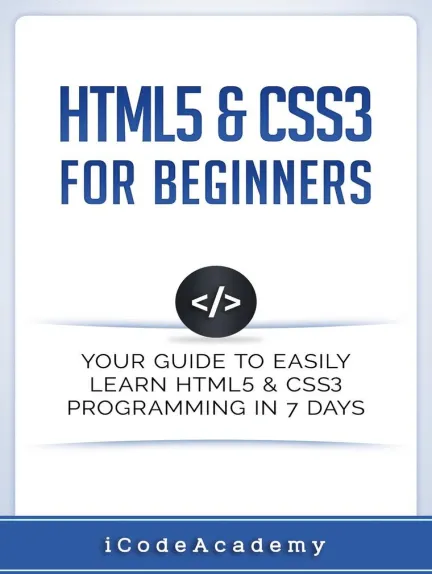 HTML5 & CSS3
FOR BEGINNERS
</>
YOUR GUIDE TO EASILY
LEARN HTML5 & CSS3
PROGRAMMING IN 7 DAYS
iCodeAcademy